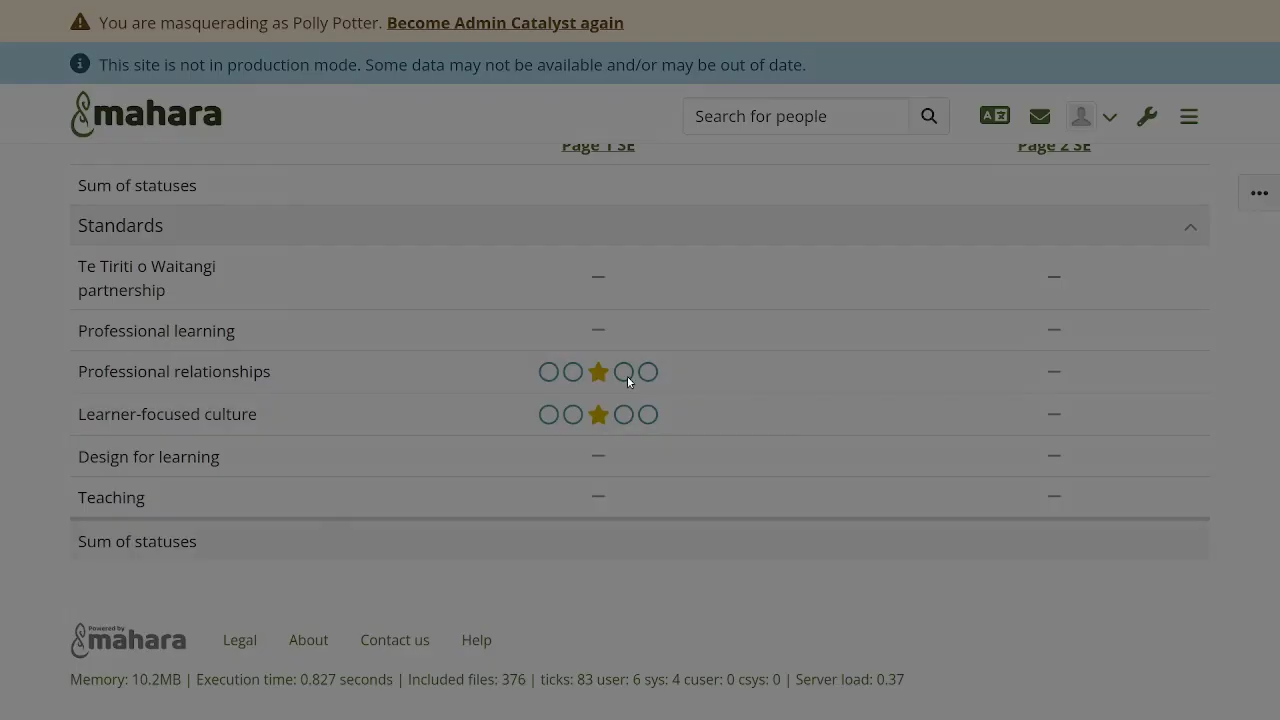 You are masquerading as Polly Potter. Become Admin Catalyst again
This site is not in production mode. Some data may not be available and/or may be out of date.
mahara
Search for people
Page 1 SE Page 2 SE
Sum of statuses
Standards
Te Tiriti o Waitangi
partnership
Professional learning
Professional relationships
Learner-focused culture
Design for learning
Teaching
Sum of statuses
Powered by
mahara
Legal About Contact us Help
Memory: 10.2MB | Execution time: 0.827 seconds | Included files: 376 | ticks: 83 user: 6 sys: 4 cuser: 0 csys: 0 | Server load: 0.37